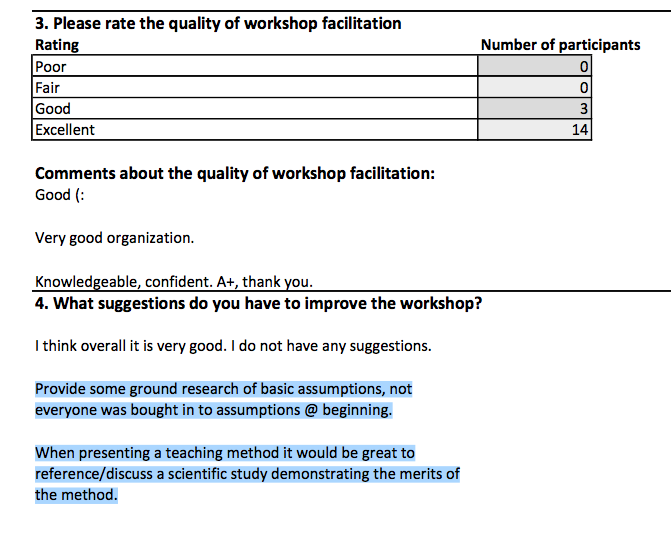 3. Please rate the quality of workshop facilitation
Rating Number of participants
Poor 0
Fair 0
Good 3
Excellent 14
Comments about the quality of workshop facilitation:
Good (:
Very good organization.
Knowledgeable, confident. A+, thank you.
4. What suggestions do you have to improve the workshop?
I think overall it is very good. I do not have any suggestions.
Provide some ground research of basic assumptions, not
everyone was bought in to assumptions @ beginning.
When presenting a teaching method it would be great to
reference/discuss a scientific study demonstrating the merits of
the method.